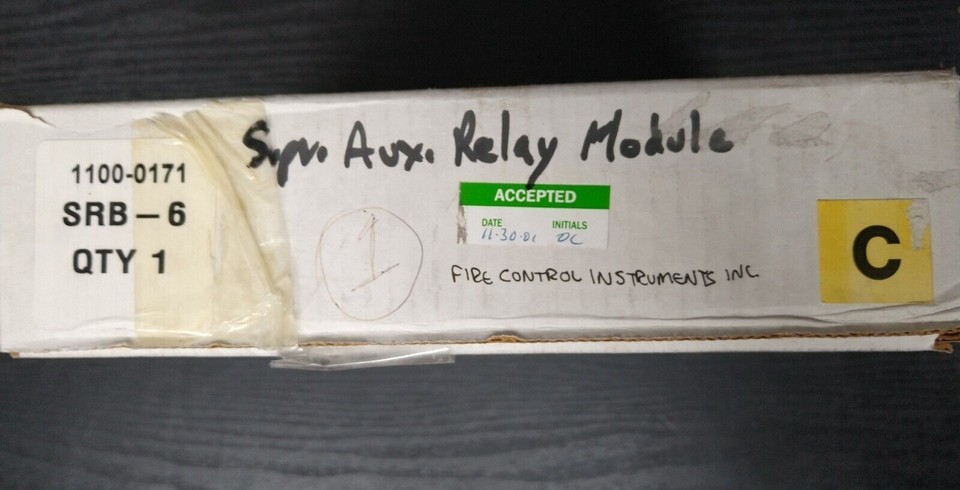 Supv. Aux. Relay Module
1100-0171
SRB-6
QTY 1
ACCEPTED
DATE INITIALS
11-30-01 DC
1
FIRE CONTROL INSTRUMENTS INC
C